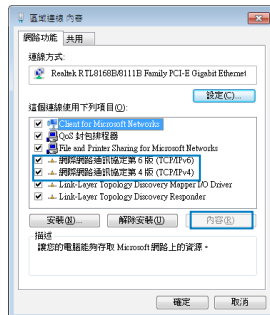 區域連線 內容
網路功能 共用
連線方式:
Realtek RTL8168B/8111B Family PCI-E Gigabit Ethernet
設定(C)...
這個連線使用下列項目(O):
Client for Microsoft Networks
QoS 封包排程器
File and Printer Sharing for Microsoft Networks
網際網路通訊協定第 6 版 (TCP/IPv6)
網際網路通訊協定第 4 版 (TCP/IPv4)
Link-Layer Topology Discovery Mapper I/O Driver
Link-Layer Topology Discovery Responder
安裝(N)... 解除安裝(U) 內容(R)
描述
讓您的電腦能夠存取 Microsoft 網路上的資源。
確定 取消